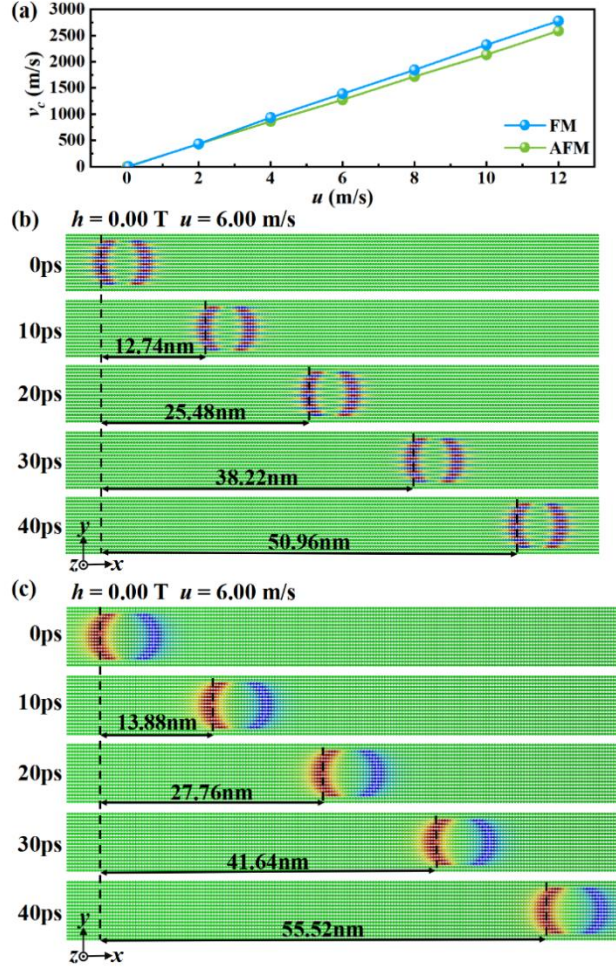 (a)
3000
2500
2000
1500
1000
500
0
v_c (m/s)
FM
AFM
0 2 4 6 8 10 12
u (m/s)
(b) h = 0.00 T u = 6.00 m/s
0ps
10ps
12.74nm
20ps
25.48nm
30ps
38.22nm
40ps
50.96nm
y
z x
(c) h = 0.00 T u = 6.00 m/s
0ps
10ps
13.88nm
20ps
27.76nm
30ps
41.64nm
40ps
55.52nm
y
z x